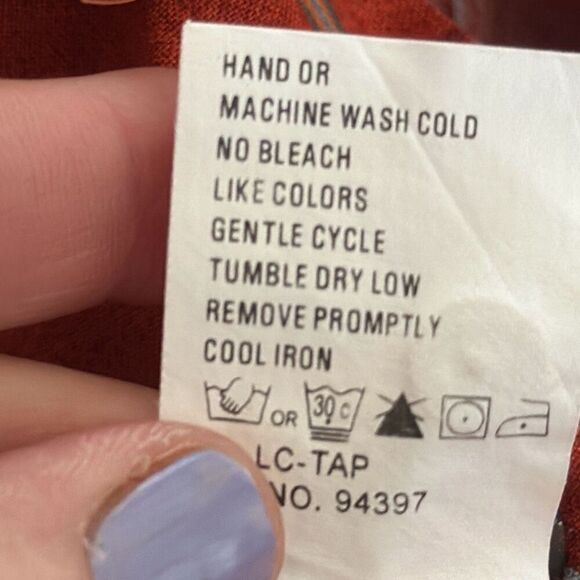 HAND OR
MACHINE WASH COLD
NO BLEACH
LIKE COLORS
GENTLE CYCLE
TUMBLE DRY LOW
REMOVE PROMPTLY
COOL IRON
OR 30 C
LC-TAP
NO. 94397